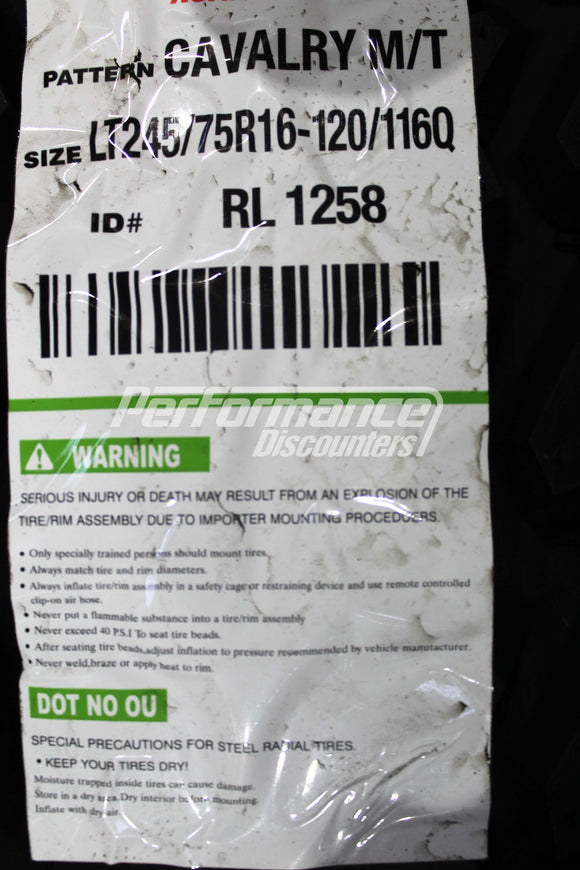 PATTERN CAVALRY M/T
SIZE LT245/75R16-120/116Q
ID# RL 1258
Performance
Discounters
WARNING
SERIOUS INJURY OR DEATH MAY RESULT FROM AN EXPLOSION OF THE
TIRE/RIM ASSEMBLY DUE TO IMPORTER MOUNTING PROCEDUERS.
• Only specially trained persons should mount tires
• Always match tire and rim diameters.
• Always inflate tire/rim assembly in a safety cage or restraining device and use remote controlled
clip-on air hose.
• Never put a flammable substance into a tire/rim assembly
• Never exceed 40 P.S.I To seat tire beads.
• After seating tire beads,adjust inflation to pressure recommended by vehicle manufacturer.
• Never weld,braze or apply heat to rim.
DOT NO OU
SPECIAL PRECAUTIONS FOR STEEL RADIAL TIRES.
• KEEP YOUR TIRES DRY!
Moisture trapped inside tires car cause damage.
Store in a dry area.Dry interior before mounting.
Inflate with dry air.